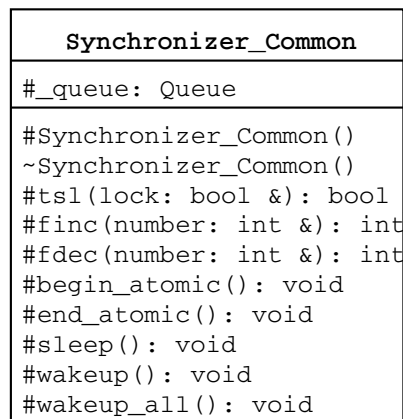 Synchronizer_Common
#_queue: Queue
#Synchronizer_Common()
~Synchronizer_Common()
#tsl(lock: bool &): bool
#finc(number: int &): int
#fdec(number: int &): int
#begin_atomic(): void
#end_atomic(): void
#sleep(): void
#wakeup(): void
#wakeup_all(): void